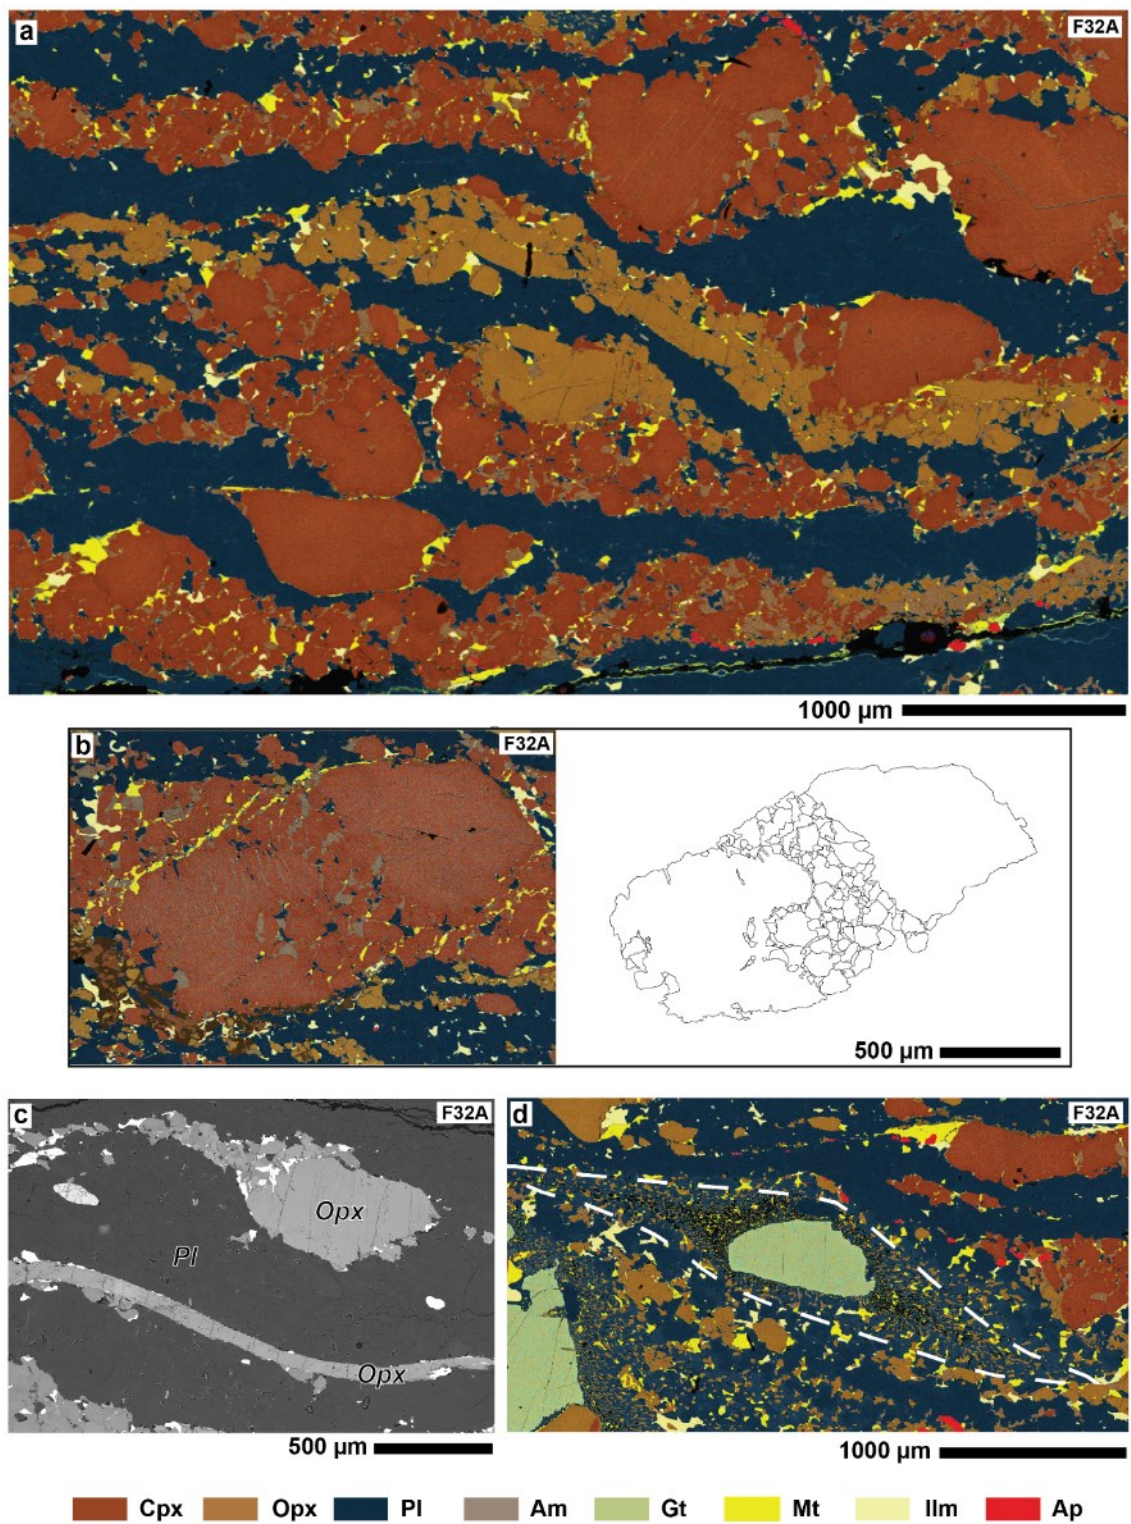 a F32A
1000 µm
b F32A
500 µm
c F32A
Opx
Pl
Opx
500 µm
d F32A
1000 µm
Cpx Opx Pl Am Gt Mt Ilm Ap